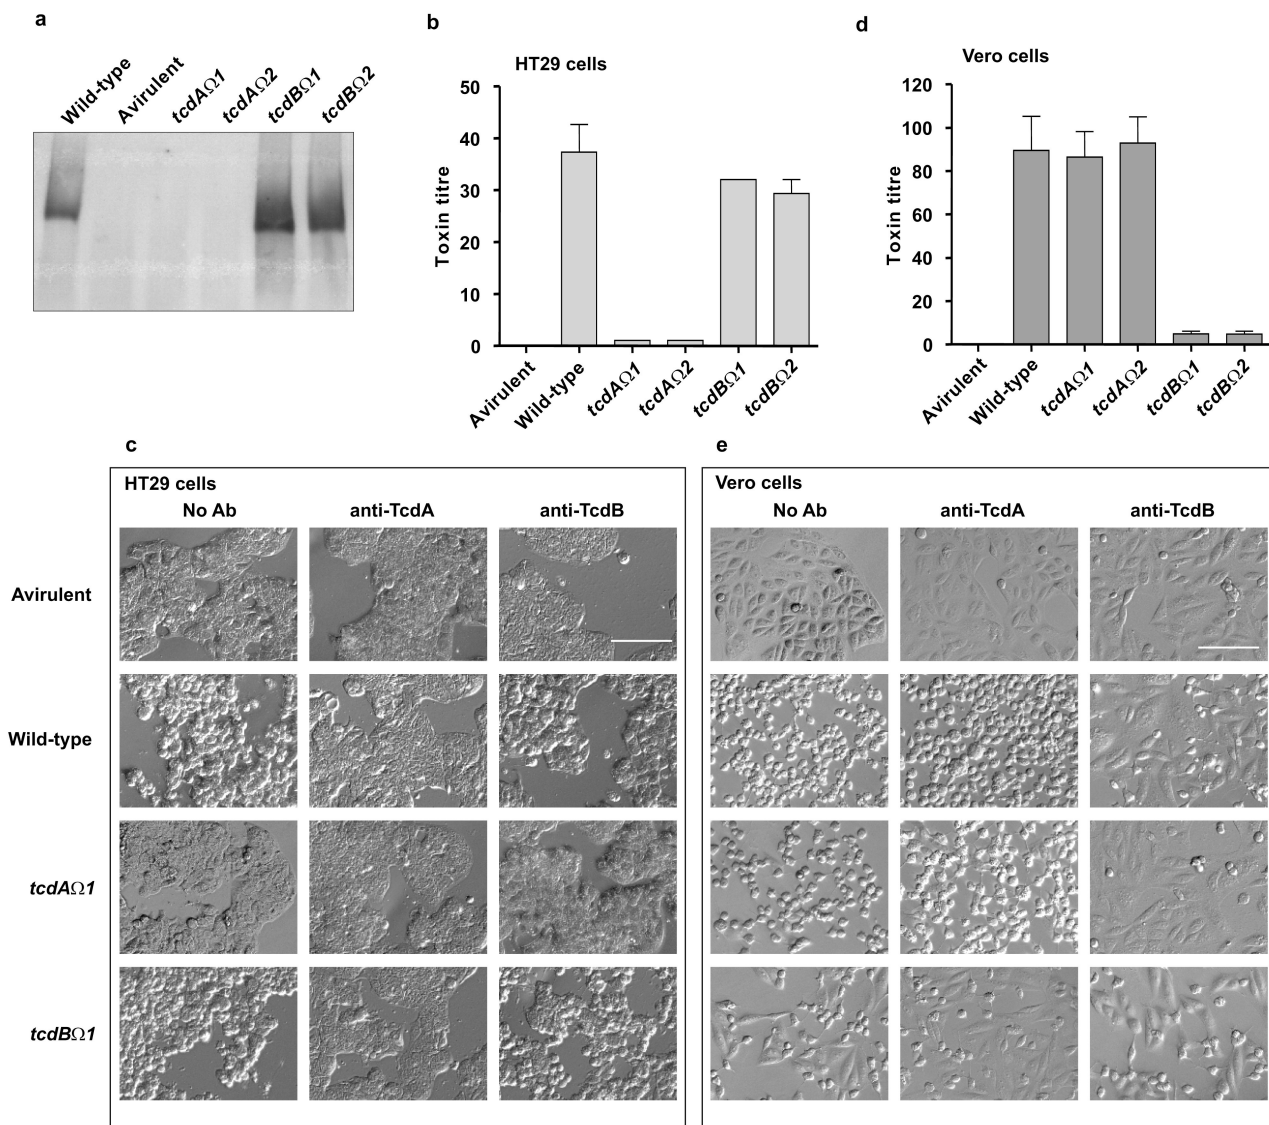 a
Wild-type
Avirulent
tcdAΩ1
tcdAΩ2
tcdBΩ1
tcdBΩ2
b
HT29 cells
Toxin titre
50
40
30
20
10
0
Avirulent
Wild-type
tcdAΩ1
tcdAΩ2
tcdBΩ1
tcdBΩ2
d
Vero cells
Toxin titre
120
100
80
60
40
20
0
Avirulent
Wild-type
tcdAΩ1
tcdAΩ2
tcdBΩ1
tcdBΩ2
c
HT29 cells
No Ab anti-TcdA anti-TcdB
e
Vero cells
No Ab anti-TcdA anti-TcdB
Avirulent
Wild-type
tcdAΩ1
tcdBΩ1